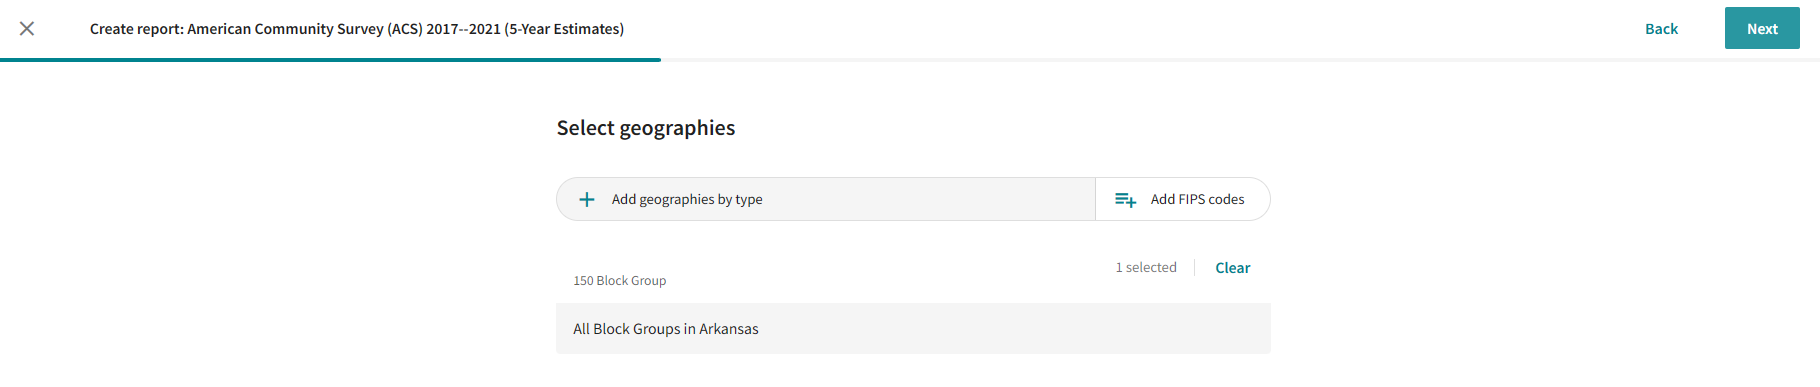 Create report: American Community Survey (ACS) 2017--2021 (5-Year Estimates)
Back
Next
Select geographies
Add geographies by type
Add FIPS codes
1 selected
Clear
150 Block Group
All Block Groups in Arkansas